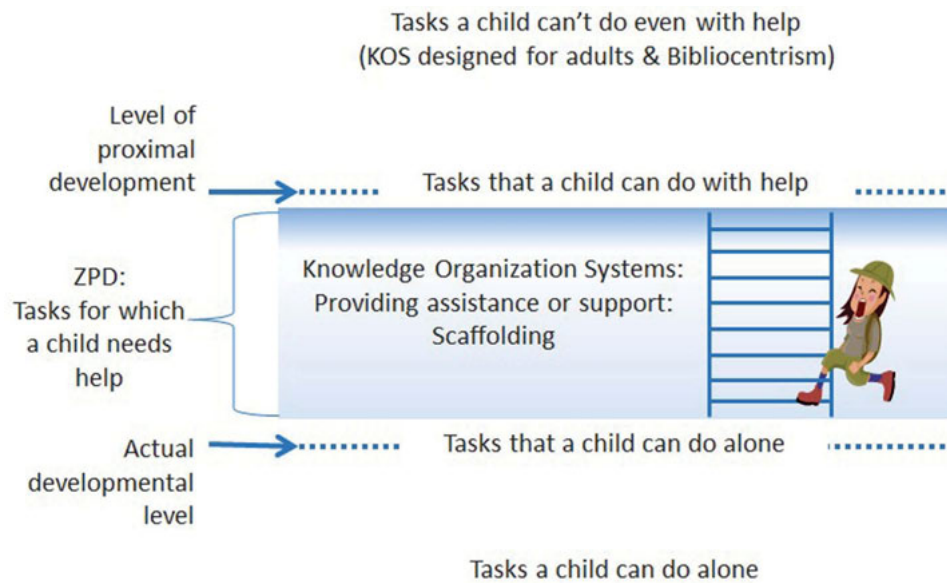 Tasks a child can't do even with help
(KOS designed for adults & Bibliocentrism)
Level of
proximal
development
Tasks that a child can do with help
ZPD:
Tasks for which
a child needs
help
Knowledge Organization Systems:
Providing assistance or support:
Scaffolding
Actual
developmental
level
Tasks that a child can do alone
Tasks a child can do alone